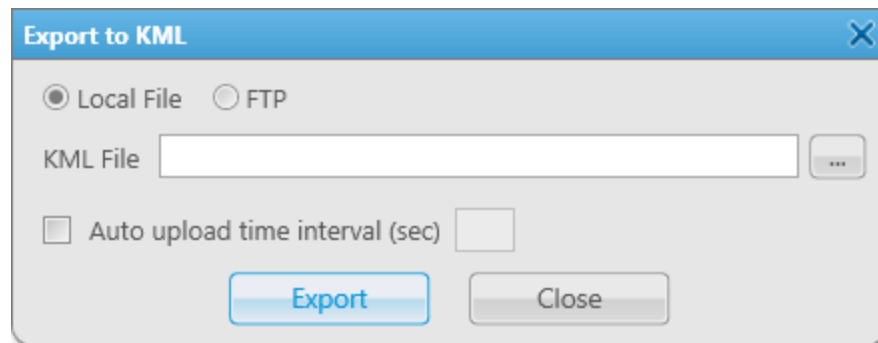 Export to KML
Local File FTP
KML File ...
Auto upload time interval (sec)
Export Close